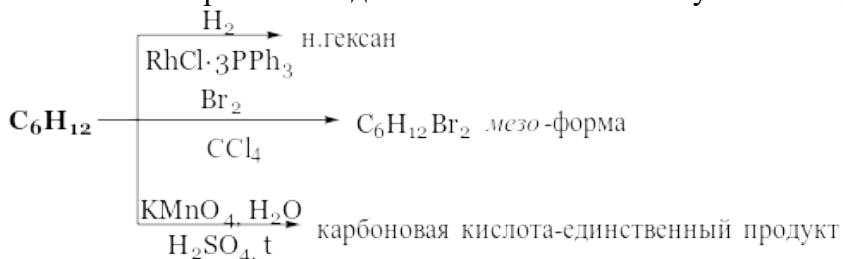 H₂
н.гексан
RhCl·3PPh₃
Br₂
C₆H₁₂
C₆H₁₂Br₂ мезо-форма
CCl₄
KMnO₄, H₂O
карбоновая кислота-единственный продукт
H₂SO₄, t